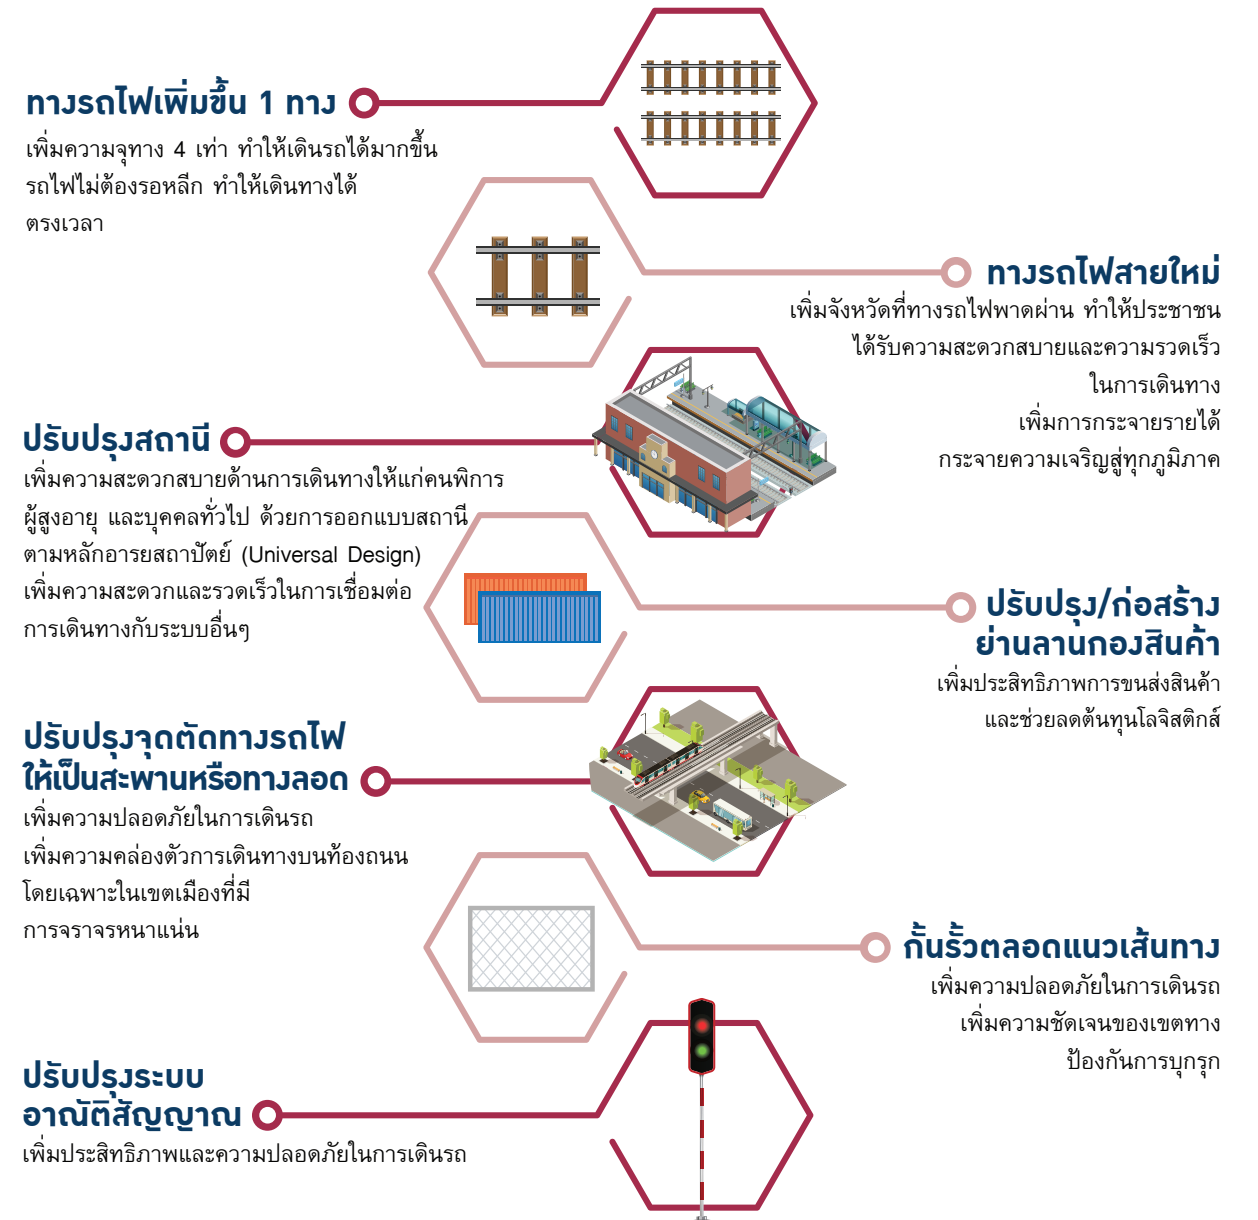 ทางรถไฟเพิ่มขึ้น 1 ทาง
เพิ่มความจุทาง 4 เท่า ทำให้เดินรถได้มากขึ้น
รถไฟไม่ต้องรอหลีก ทำให้เดินทางได้
ตรงเวลา
ทางรถไฟสายใหม่
เพิ่มจังหวัดที่ทางรถไฟพาดผ่าน ทำให้ประชาชน
ได้รับความสะดวกสบายและความรวดเร็ว
ในการเดินทาง
เพิ่มการกระจายรายได้
กระจายความเจริญสู่ทุกภูมิภาค
ปรับปรุงสถานี
เพิ่มความสะดวกสบายด้านการเดินทางให้แก่คนพิการ
ผู้สูงอายุ และบุคคลทั่วไป ด้วยการออกแบบสถานี
ตามหลักอารยสถาปัตย์ (Universal Design)
เพิ่มความสะดวกและรวดเร็วในการเชื่อมต่อ
การเดินทางกับระบบอื่นๆ
ปรับปรุง/ก่อสร้าง
ย่านลานกองสินค้า
เพิ่มประสิทธิภาพการขนส่งสินค้า
และช่วยลดต้นทุนโลจิสติกส์
ปรับปรุงจุดตัดทางรถไฟ
ให้เป็นสะพานหรือทางลอด
เพิ่มความปลอดภัยในการเดินรถ
เพิ่มความคล่องตัวการเดินทางบนท้องถนน
โดยเฉพาะในเขตเมืองที่มี
การจราจรหนาแน่น
กั้นรั้วตลอดแนวเส้นทาง
เพิ่มความปลอดภัยในการเดินรถ
เพิ่มความชัดเจนของเขตทาง
ป้องกันการบุกรุก
ปรับปรุงระบบ
อาณัติสัญญาณ
เพิ่มประสิทธิภาพและความปลอดภัยในการเดินรถ